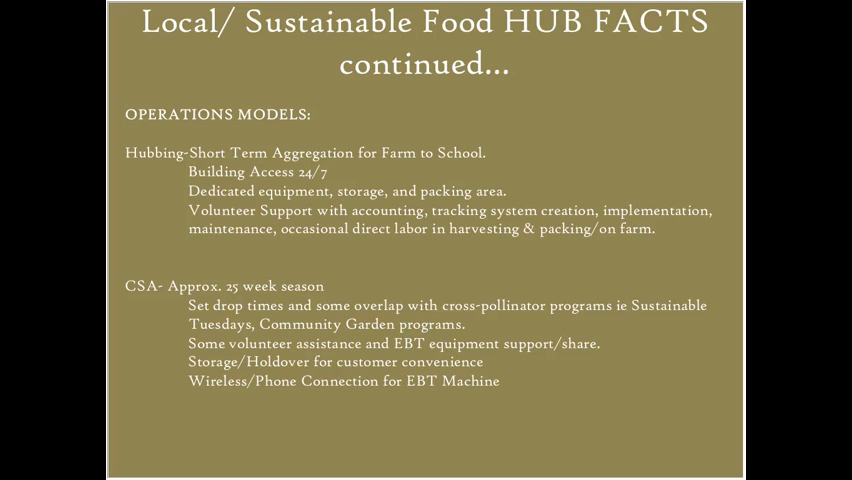 Local/ Sustainable Food HUB FACTS
continued...
OPERATIONS MODELS:
Hubbing-Short Term Aggregation for Farm to School.
Building Access 24/7
Dedicated equipment, storage, and packing area.
Volunteer Support with accounting, tracking system creation, implementation,
maintenance, occasional direct labor in harvesting & packing/on farm.
CSA- Approx. 25 week season
Set drop times and some overlap with cross-pollinator programs ie Sustainable
Tuesdays, Community Garden programs.
Some volunteer assistance and EBT equipment support/share.
Storage/Holdover for customer convenience
Wireless/Phone Connection for EBT Machine